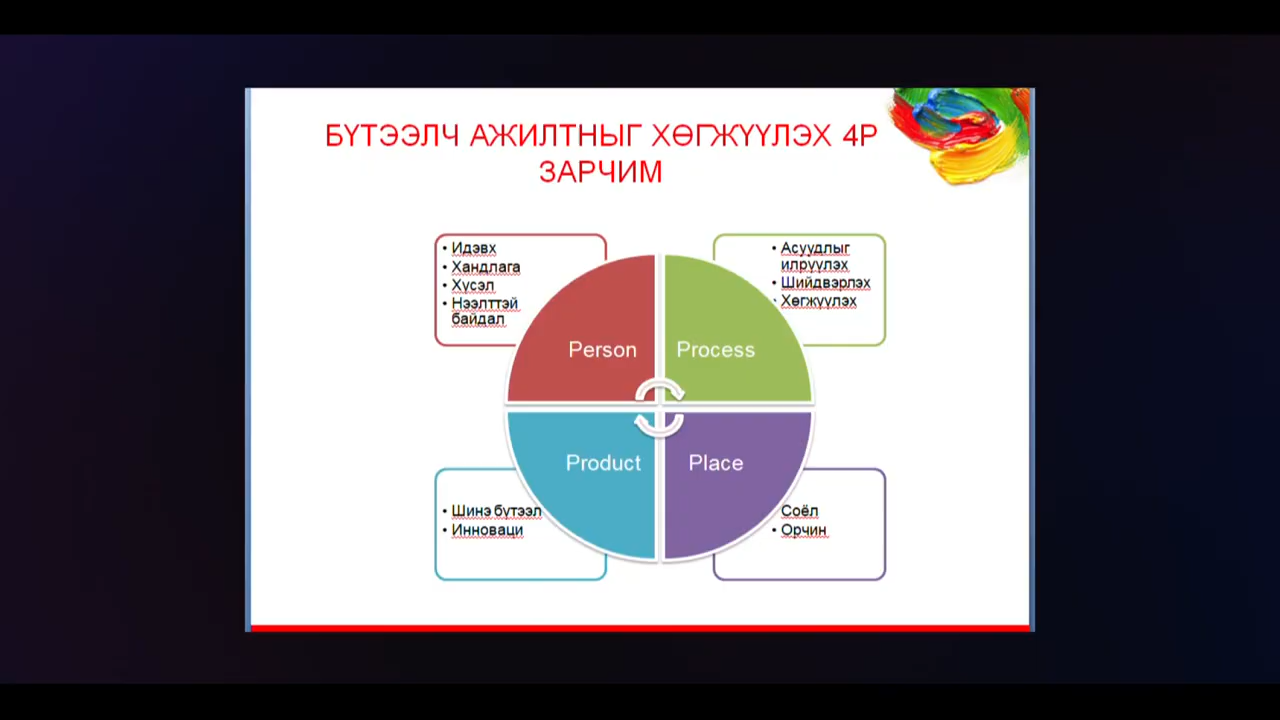 БҮТЭЭЛЧ АЖИЛТНЫГ ХӨГЖҮҮЛЭХ 4P
ЗАРЧИМ
• Идэвх
• Хандлага
• Хүсэл
• Нээлттэй
байдал
• Асуудлыг
илрүүлэх
• Шийдвэрлэх
• Хөгжүүлэх
Person
Process
Product
Place
• Шинэ бүтээл
• Инноваци
Соёл
• Орчин